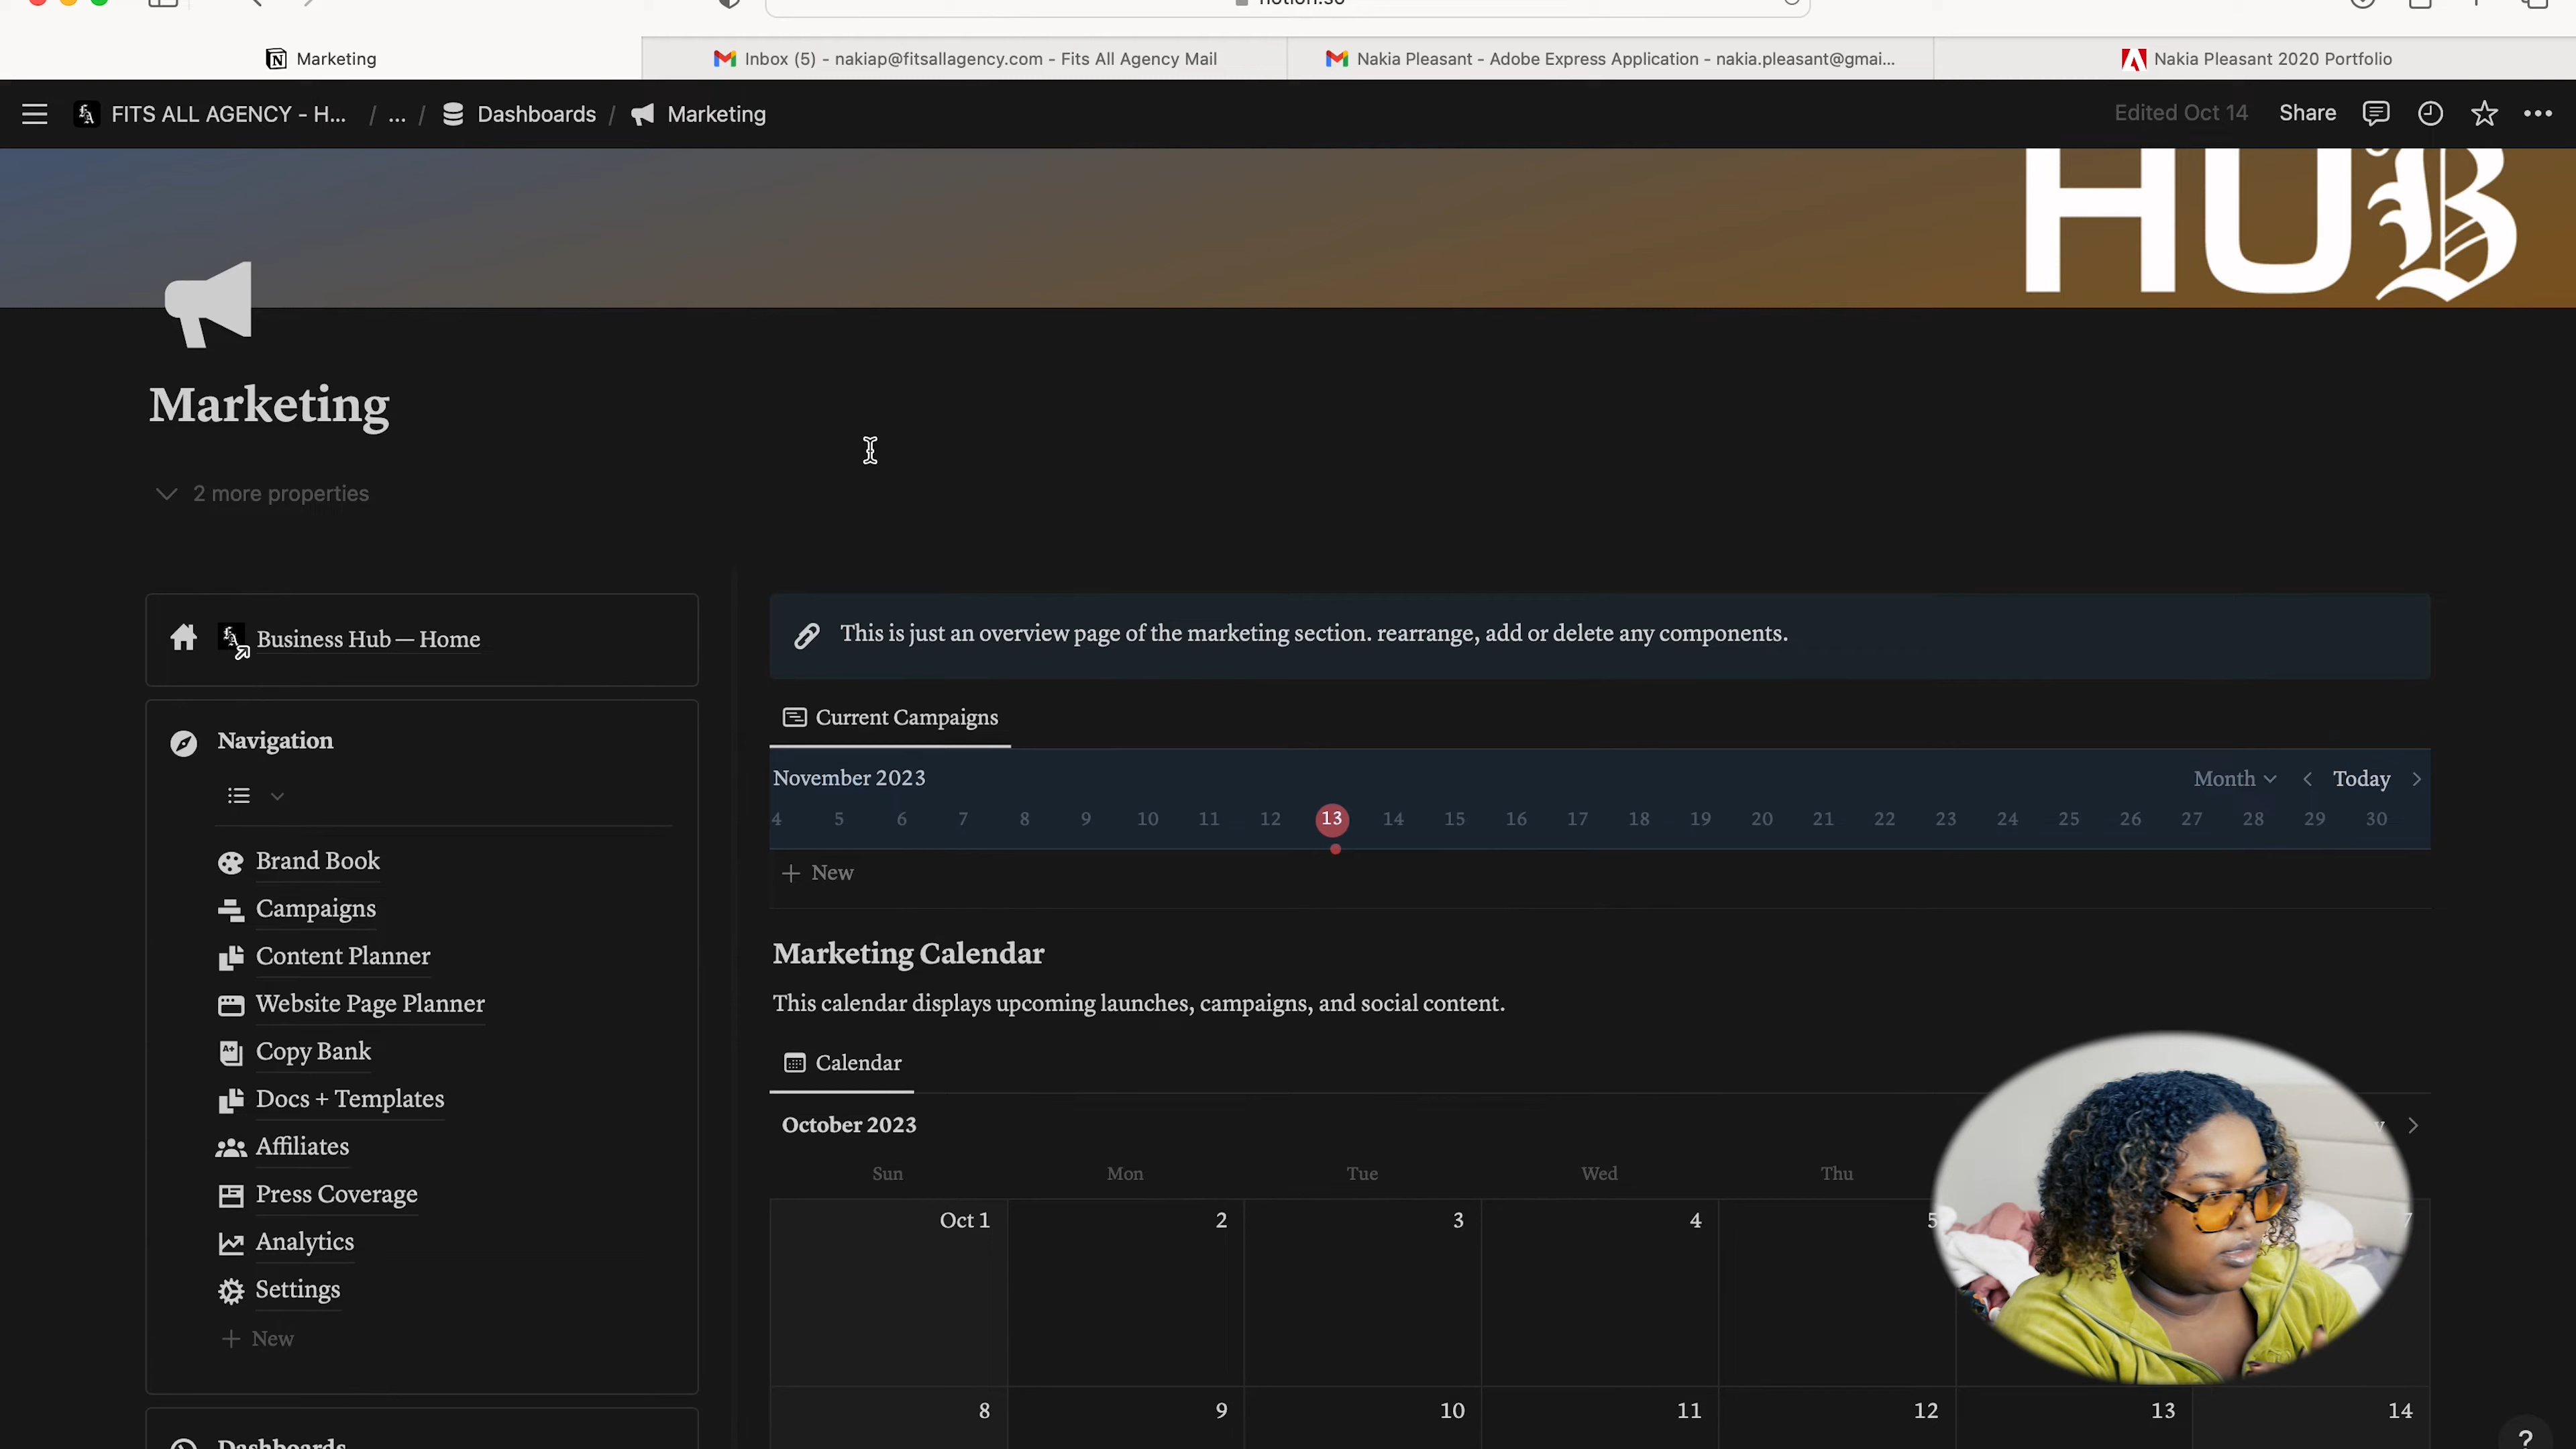 notion.so
Marketing
Inbox (5) - nakiap@fitsallagency.com - Fits All Agency Mail
Nakia Pleasant - Adobe Express Application - nakia.pleasant@gmai...
Nakia Pleasant 2020 Portfolio
FITS ALL AGENCY - H... / ... / Dashboards / Marketing
Edited Oct 14
Share
HUB
Marketing
2 more properties
Business Hub — Home
Navigation
Brand Book
Campaigns
Content Planner
Website Page Planner
Copy Bank
Docs + Templates
Affiliates
Press Coverage
Analytics
Settings
New
Dashboards
This is just an overview page of the marketing section. rearrange, add or delete any components.
Current Campaigns
November 2023
Month
Today
4 5 6 7 8 9 10 11 12 13 14 15 16 17 18 19 20 21 22 23 24 25 26 27 28 29 30
New
Marketing Calendar
This calendar displays upcoming launches, campaigns, and social content.
Calendar
October 2023
Sun Mon Tue Wed Thu
Oct 1 2 3 4 5 7
8 9 10 11 12 13 14
?